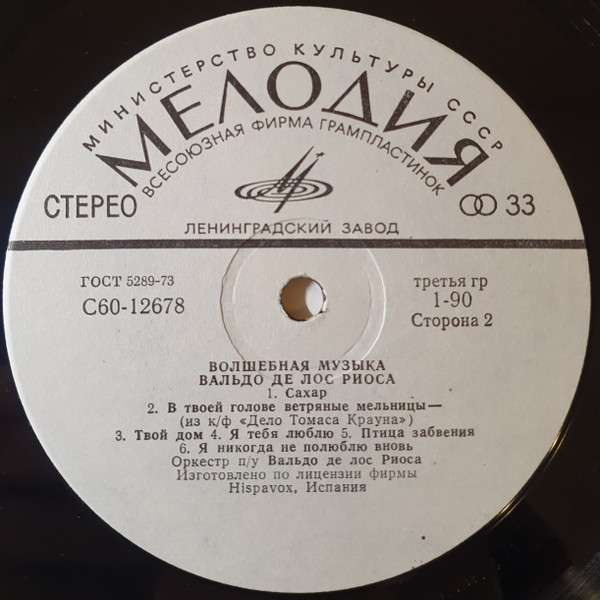 МИНИСТЕРСТВО КУЛЬТУРЫ СССР
МЕЛОДИЯ
ВСЕСОЮЗНАЯ ФИРМА ГРАМПЛАСТИНОК
СТЕРЕО
33
ЛЕНИНГРАДСКИЙ ЗАВОД
ГОСТ 5289-73
С60-12678
третья гр
1-90
Сторона 2
ВОЛШЕБНАЯ МУЗЫКА
ВАЛЬДО ДЕ ЛОС РИОСА
1. Сахар
2. В твоей голове ветряные мельницы—
(из к/ф «Дело Томаса Крауна»)
3. Твой дом 4. Я тебя люблю 5. Птица забвения
6. Я никогда не полюблю вновь
Оркестр п/у Вальдо де лос Риоса
Изготовлено по лицензии фирмы
Hispavox, Испания